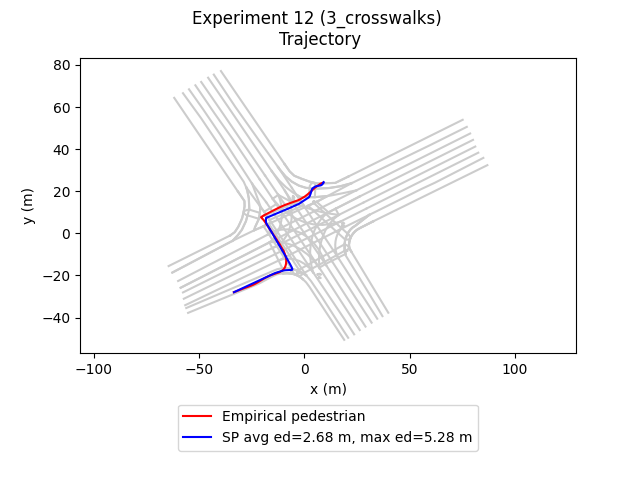 Experiment 12 (3_crosswalks)
Trajectory
80
60
40
20
0
−20
−40
y (m)
−100
−50
0
50
100
x (m)
Empirical pedestrian
SP avg ed=2.68 m, max ed=5.28 m